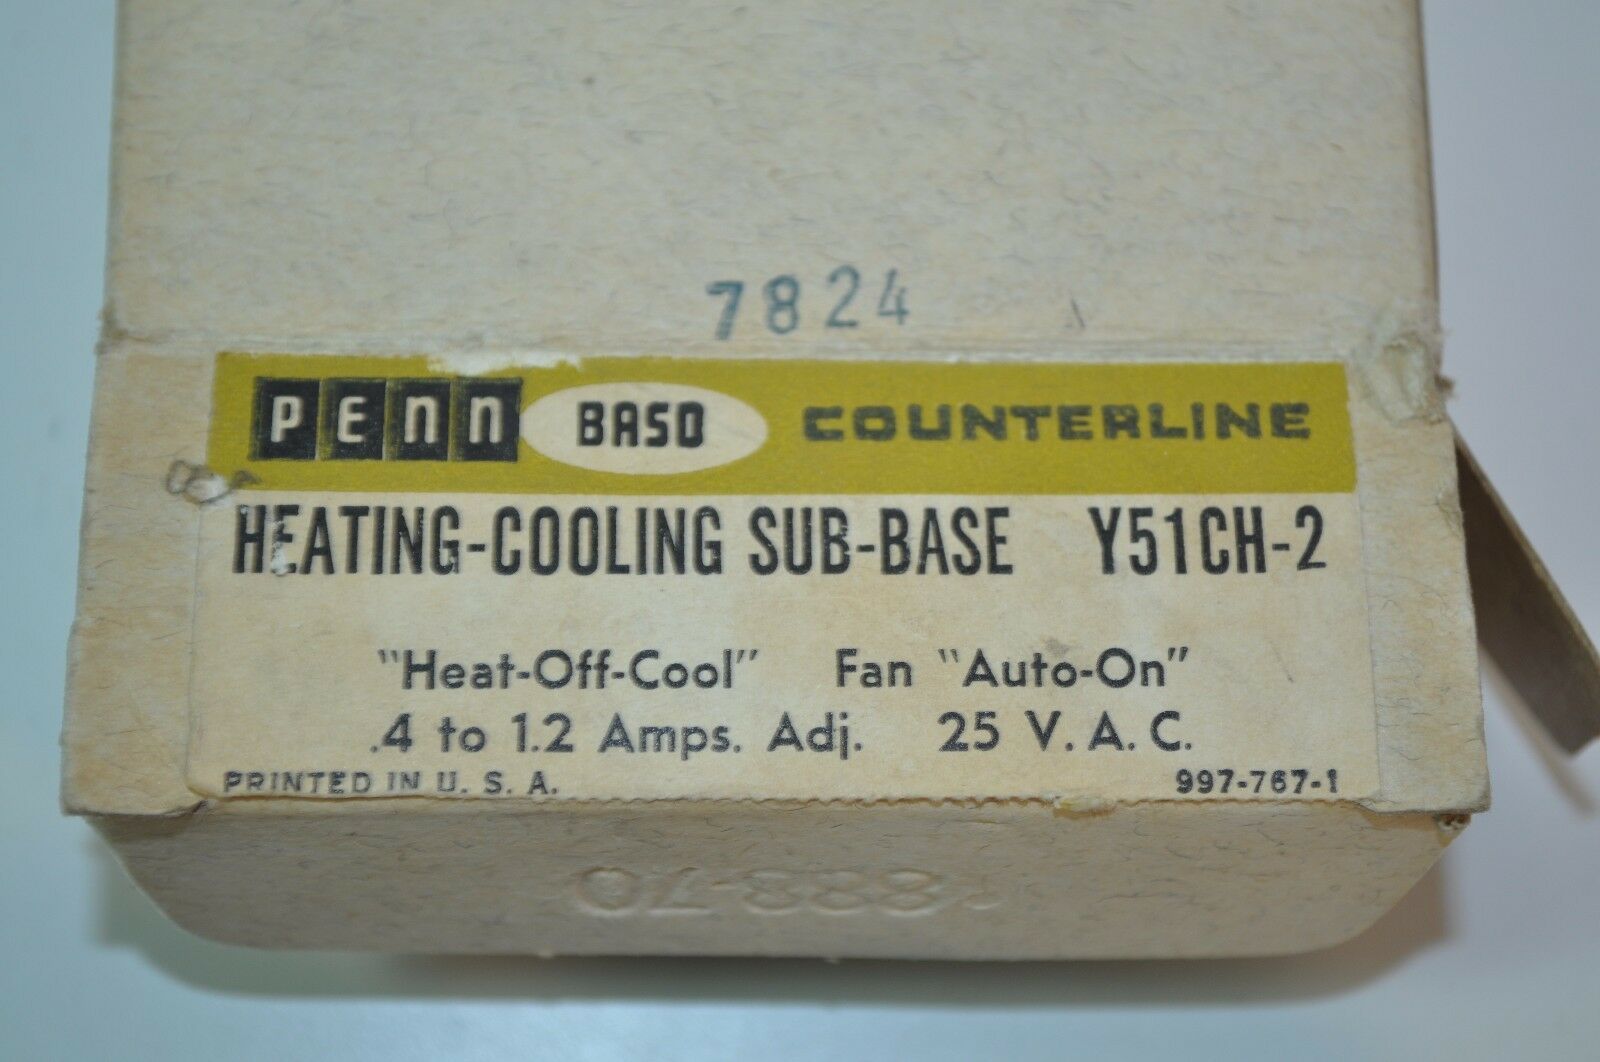 7824
PENN BASO COUNTERLINE
HEATING-COOLING SUB-BASE Y51CH-2
"Heat-Off-Cool" Fan "Auto-On"
.4 to 1.2 Amps. Adj. 25 V. A. C.
PRINTED IN U. S. A. 997-767-1